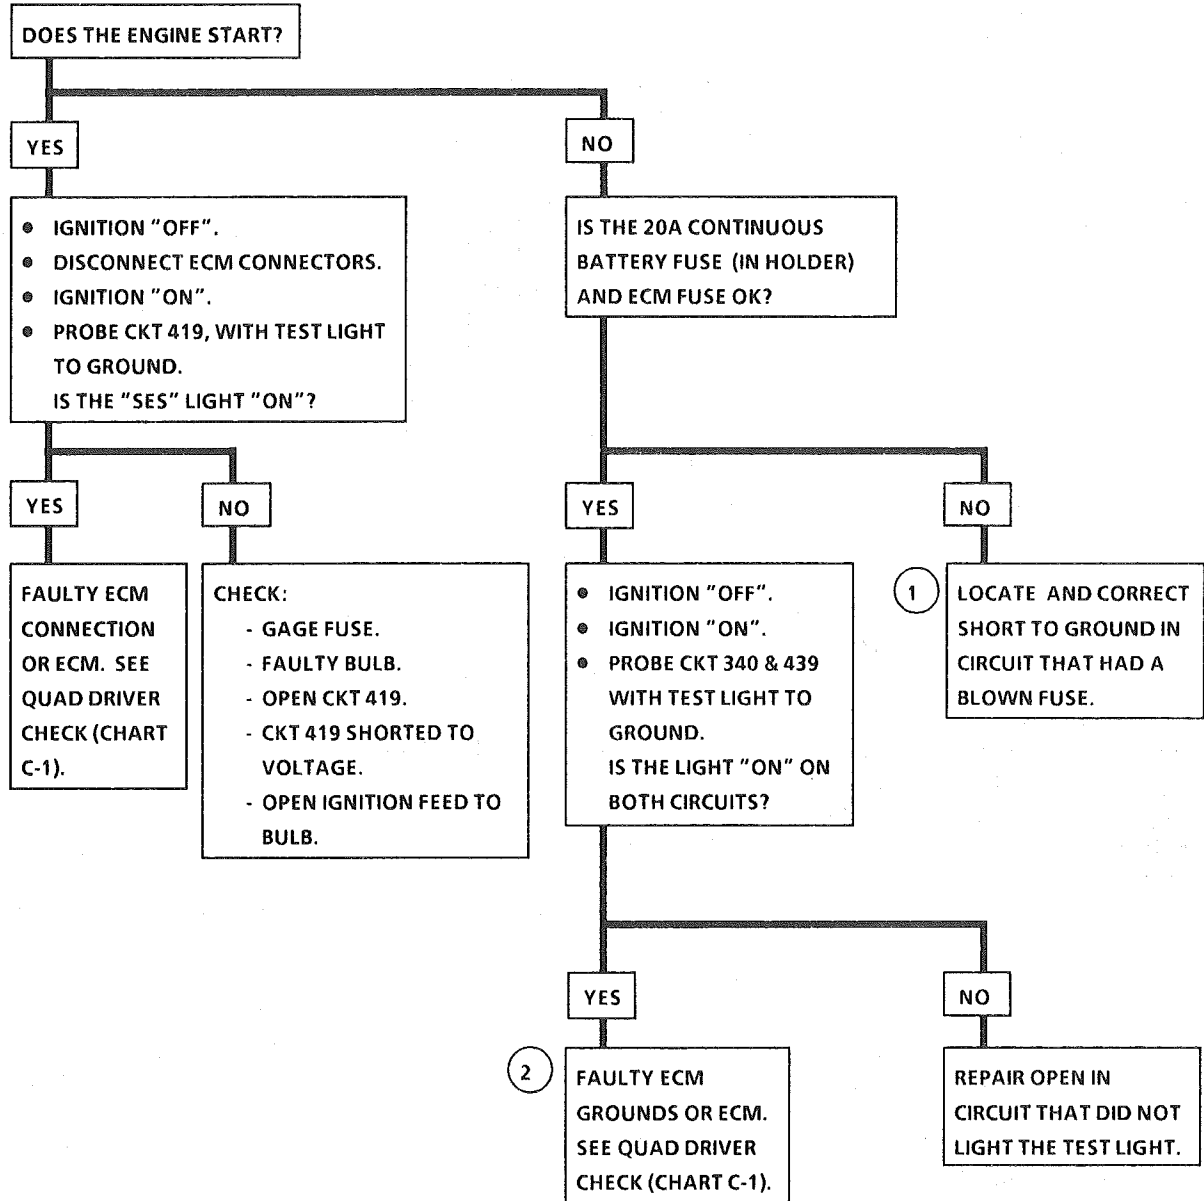 DOES THE ENGINE START?
YES
NO
● IGNITION "OFF".
● DISCONNECT ECM CONNECTORS.
● IGNITION "ON".
● PROBE CKT 419, WITH TEST LIGHT
TO GROUND.
IS THE "SES" LIGHT "ON"?
IS THE 20A CONTINUOUS
BATTERY FUSE (IN HOLDER)
AND ECM FUSE OK?
YES
NO
YES
NO
FAULTY ECM
CONNECTION
OR ECM. SEE
QUAD DRIVER
CHECK (CHART
C-1).
CHECK:
- GAGE FUSE.
- FAULTY BULB.
- OPEN CKT 419.
- CKT 419 SHORTED TO
VOLTAGE.
- OPEN IGNITION FEED TO
BULB.
● IGNITION "OFF".
● IGNITION "ON".
● PROBE CKT 340 & 439
WITH TEST LIGHT TO
GROUND.
IS THE LIGHT "ON" ON
BOTH CIRCUITS?
1
LOCATE AND CORRECT
SHORT TO GROUND IN
CIRCUIT THAT HAD A
BLOWN FUSE.
YES
NO
2
FAULTY ECM
GROUNDS OR ECM.
SEE QUAD DRIVER
CHECK (CHART C-1).
REPAIR OPEN IN
CIRCUIT THAT DID NOT
LIGHT THE TEST LIGHT.